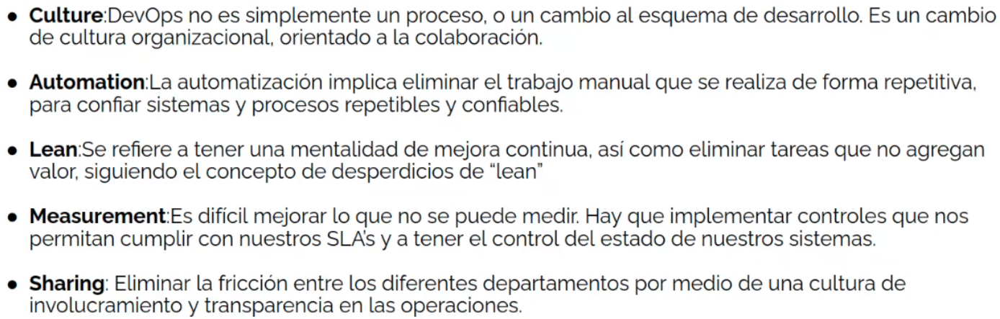 ● Culture:DevOps no es simplemente un proceso, o un cambio al esquema de desarrollo. Es un cambio
de cultura organizacional, orientado a la colaboración.
● Automation:La automatización implica eliminar el trabajo manual que se realiza de forma repetitiva,
para confiar sistemas y procesos repetibles y confiables.
● Lean:Se refiere a tener una mentalidad de mejora continua, así como eliminar tareas que no agregan
valor, siguiendo el concepto de desperdicios de “lean”
● Measurement:Es difícil mejorar lo que no se puede medir. Hay que implementar controles que nos
permitan cumplir con nuestros SLA’s y a tener el control del estado de nuestros sistemas.
● Sharing: Eliminar la fricción entre los diferentes departamentos por medio de una cultura de
involucramiento y transparencia en las operaciones.